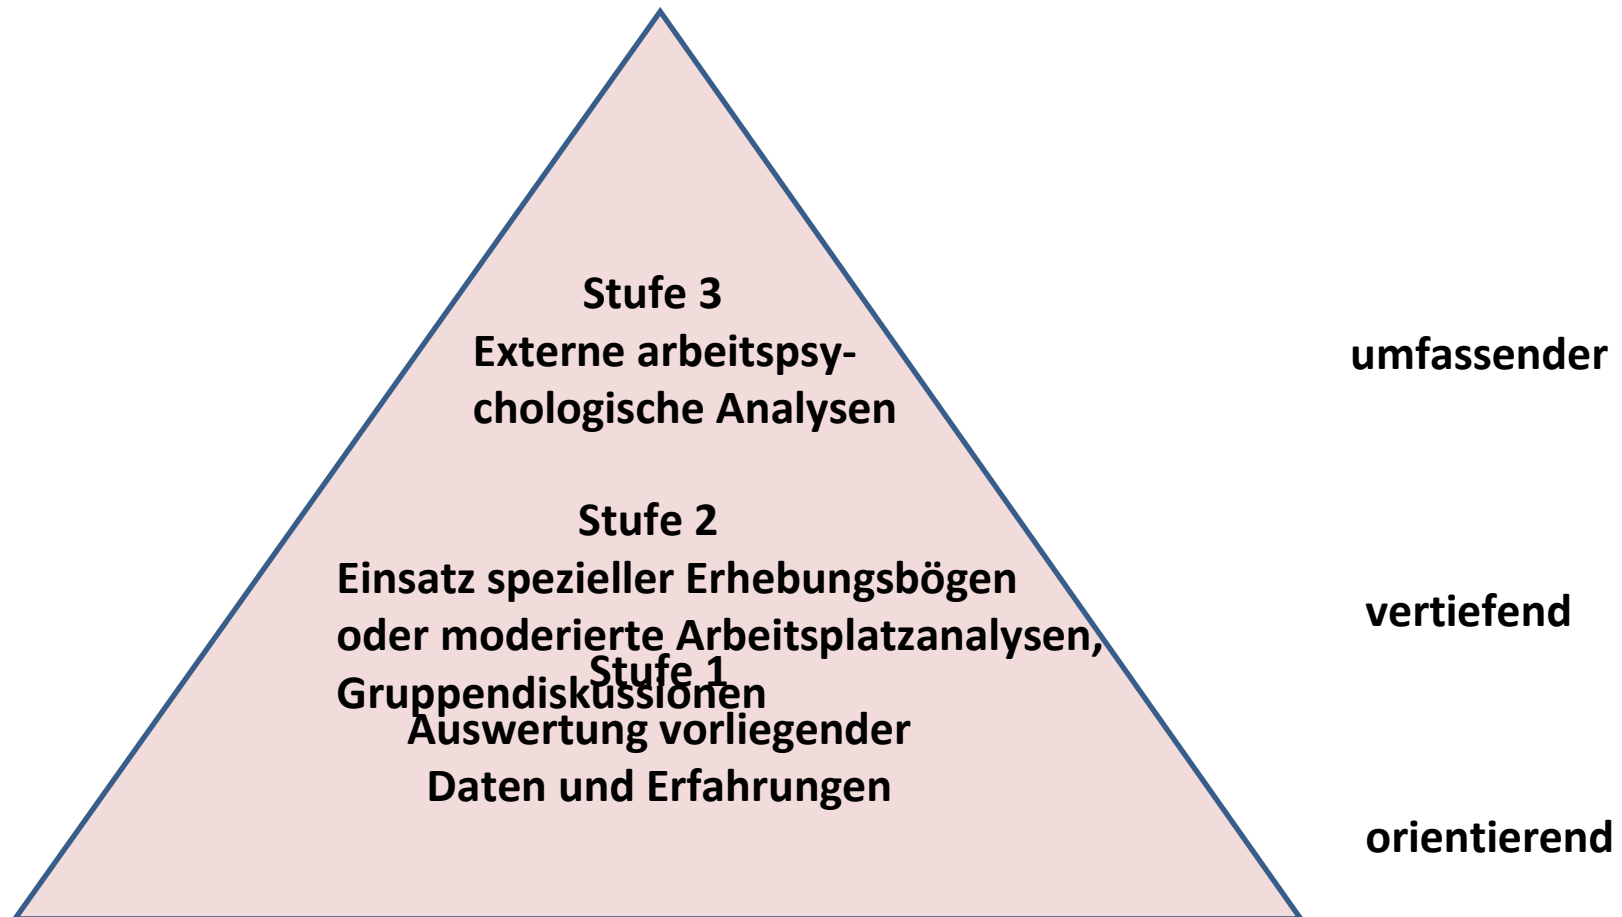 Stufe 3
Externe arbeitspsy-
chologische Analysen
umfassender
Stufe 2
Einsatz spezieller Erhebungsbögen
oder moderierte Arbeitsplatzanalysen,
Gruppendiskussionen
vertiefend
Stufe 1
Auswertung vorliegender
Daten und Erfahrungen
orientierend